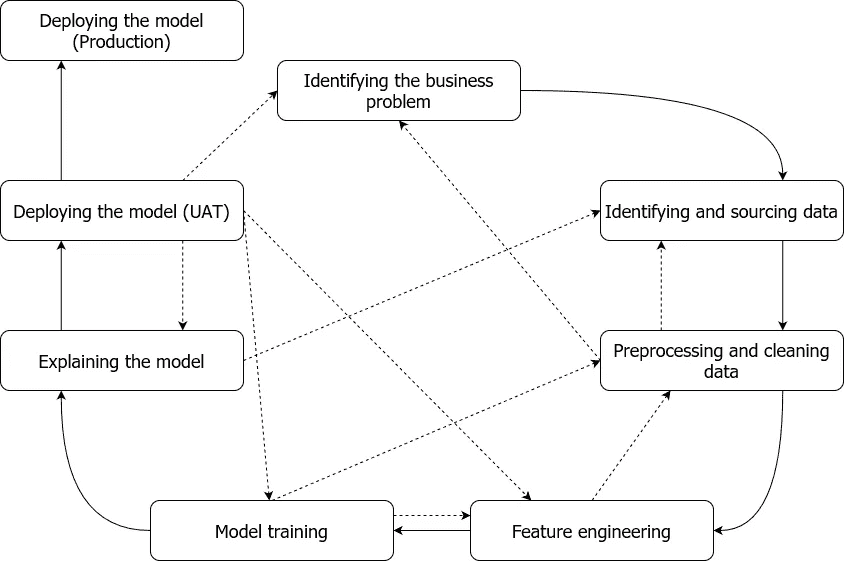 Deploying the model
(Production)
Identifying the business
problem
Deploying the model (UAT)
Identifying and sourcing data
Explaining the model
Preprocessing and cleaning
data
Model training
Feature engineering